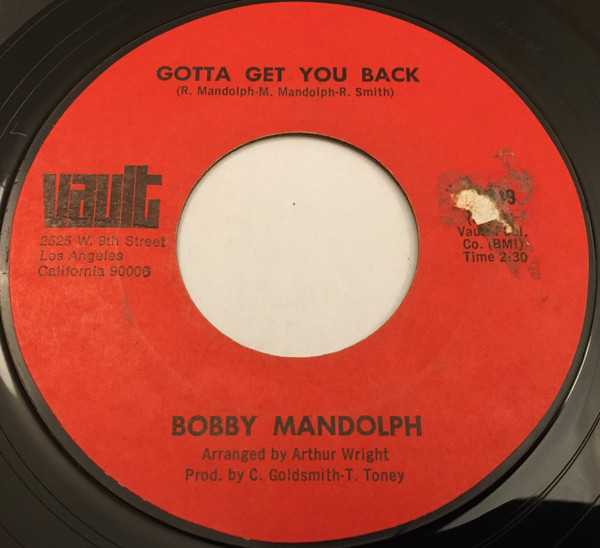 GOTTA GET YOU BACK
(R. Mandolph-M. Mandolph-R. Smith)
vault
2525 W. 9th Street
Los Angeles
California 90006
Co. (BMI)
Time 2:30
BOBBY MANDOLPH
Arranged by Arthur Wright
Prod. by C. Goldsmith-T. Toney